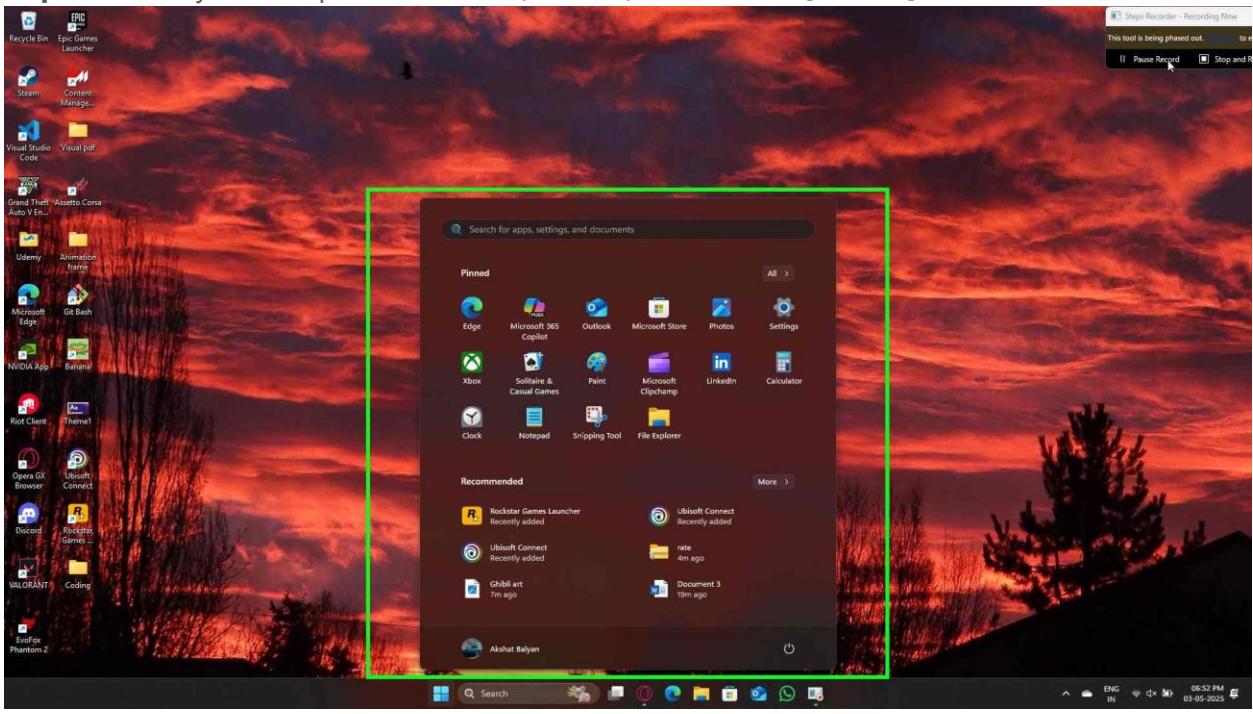 Recycle Bin
Epic Games
Launcher
Steam
Content
Manage...
Visual Studio
Code
Visual pdf
Grand Theft
Auto V En...
Assetto Corsa
Udemy
Animation
frame
Microsoft
Edge
Git Bash
NVIDIA App
Banana
Riot Client
Theme1
Opera GX
Browser
Ubisoft
Connect
Discord
Rockstar
Games ...
VALORANT
Coding
EvoFox
Phantom 2
Steps Recorder - Recording Now
This tool is being phased out.
to e
Pause Record
Stop and R
Search for apps, settings, and documents
Pinned
All >
Edge
Microsoft 365
Copilot
Outlook
Microsoft Store
Photos
Settings
Xbox
Solitaire &
Casual Games
Paint
Microsoft
Clipchamp
LinkedIn
Calculator
Clock
Notepad
Snipping Tool
File Explorer
Recommended
More >
Rockstar Games Launcher
Recently added
Ubisoft Connect
Recently added
Ubisoft Connect
Recently added
rate
4m ago
Ghibli art
7m ago
Document 3
19m ago
Akshat Balyan
Search
ENG
IN
06:52 PM
03-05-2025